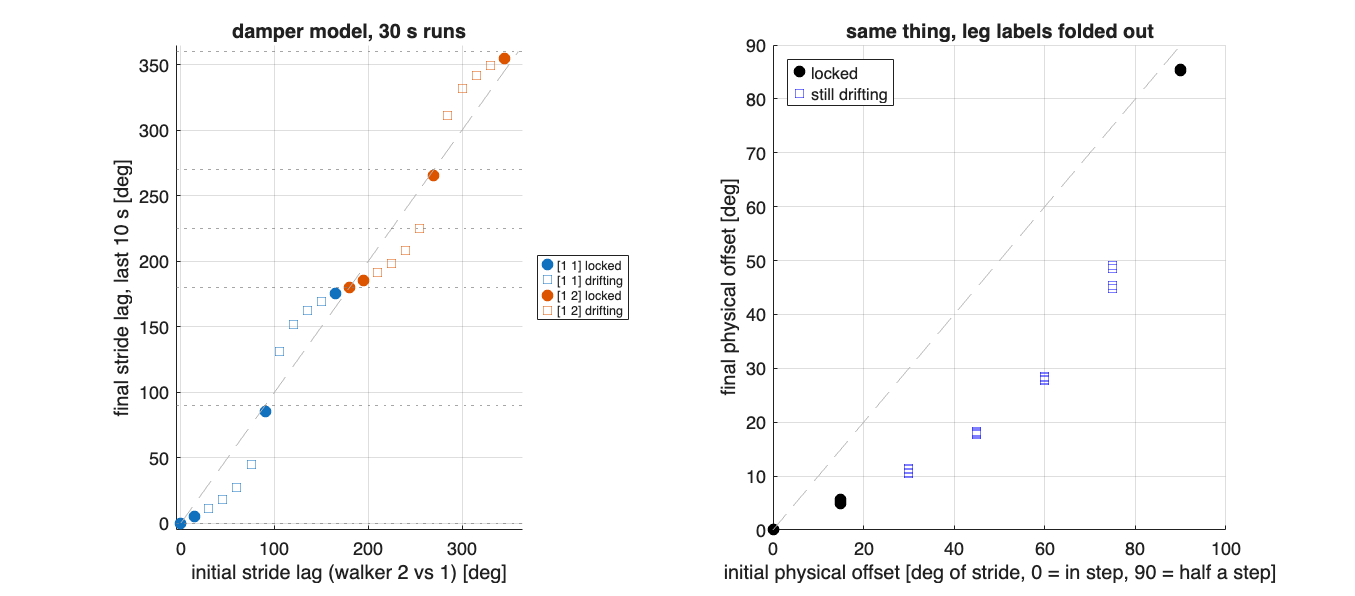 damper model, 30 s runs
final stride lag, last 10 s [deg]
350
300
250
200
150
100
50
0
0
100
200
300
initial stride lag (walker 2 vs 1) [deg]
[1 1] locked
[1 1] drifting
[1 2] locked
[1 2] drifting
same thing, leg labels folded out
final physical offset [deg]
90
80
70
60
50
40
30
20
10
0
locked
still drifting
0
20
40
60
80
100
initial physical offset [deg of stride, 0 = in step, 90 = half a step]